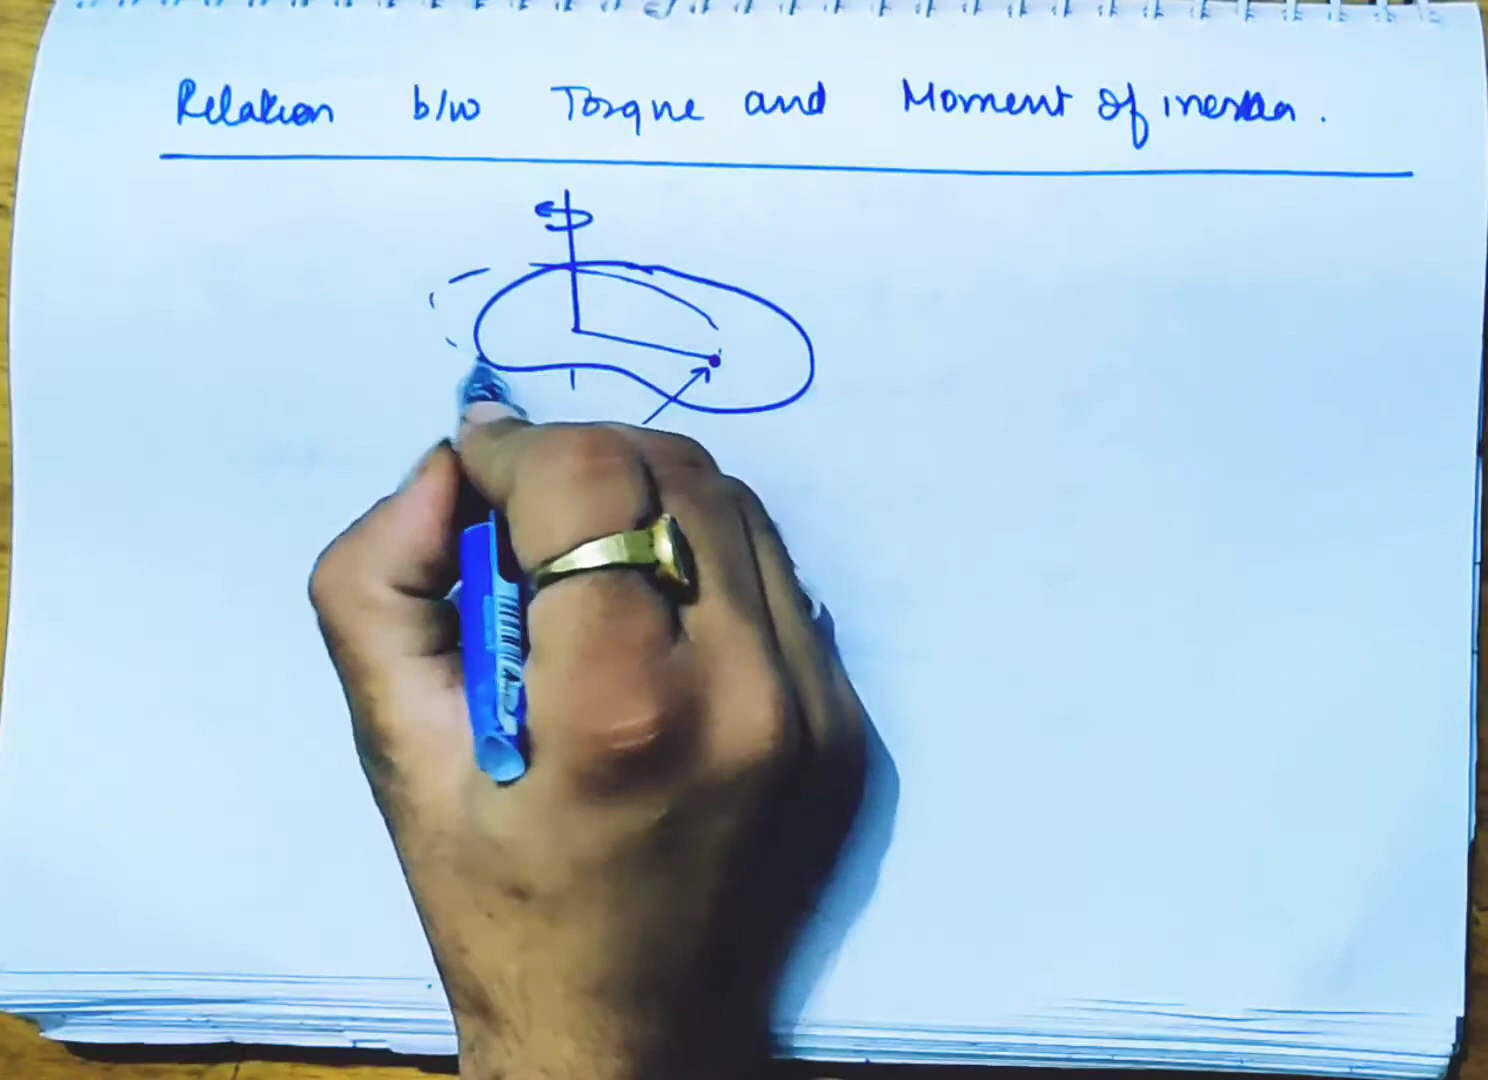 Relation b/w Torque and Moment of inertia.